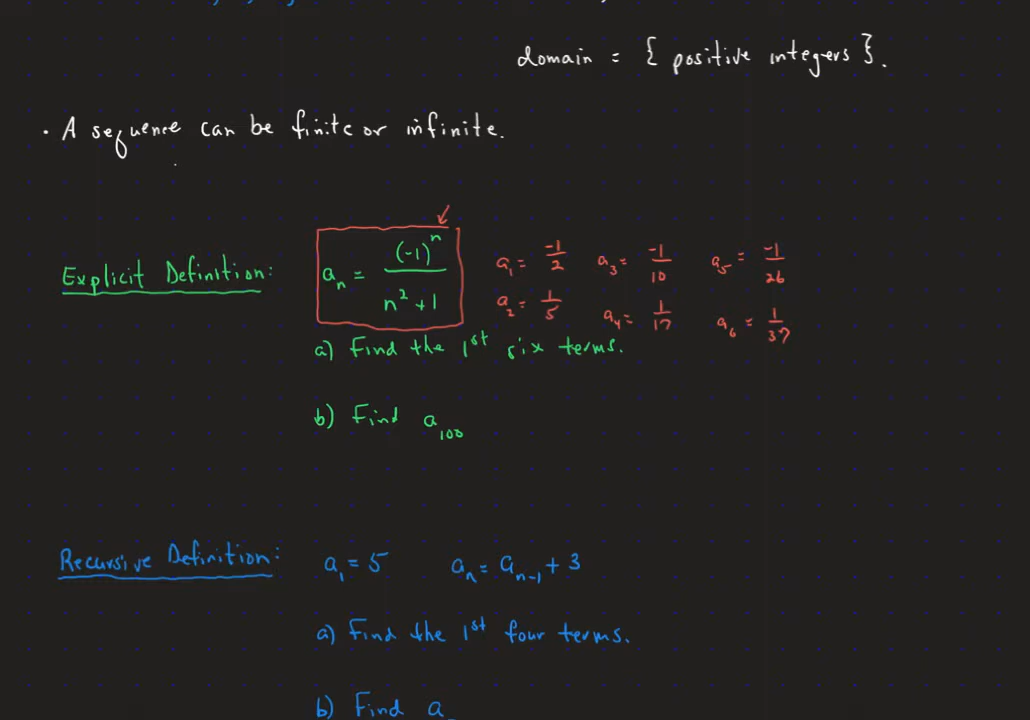 domain = { positive integers }.
· A sequence can be finite or infinite.
Explicit Definition: aₙ = (-1)ⁿ / (n² + 1)
a₁ = -1/2 a₃ = -1/10 a₅ = -1/26
a₂ = 1/5 a₄ = 1/17 a₆ = 1/37
a) Find the 1st six terms.
b) Find a₁₀₀
Recursive Definition: a₁ = 5 aₙ = aₙ₋₁ + 3
a) Find the 1st four terms.
b) Find a